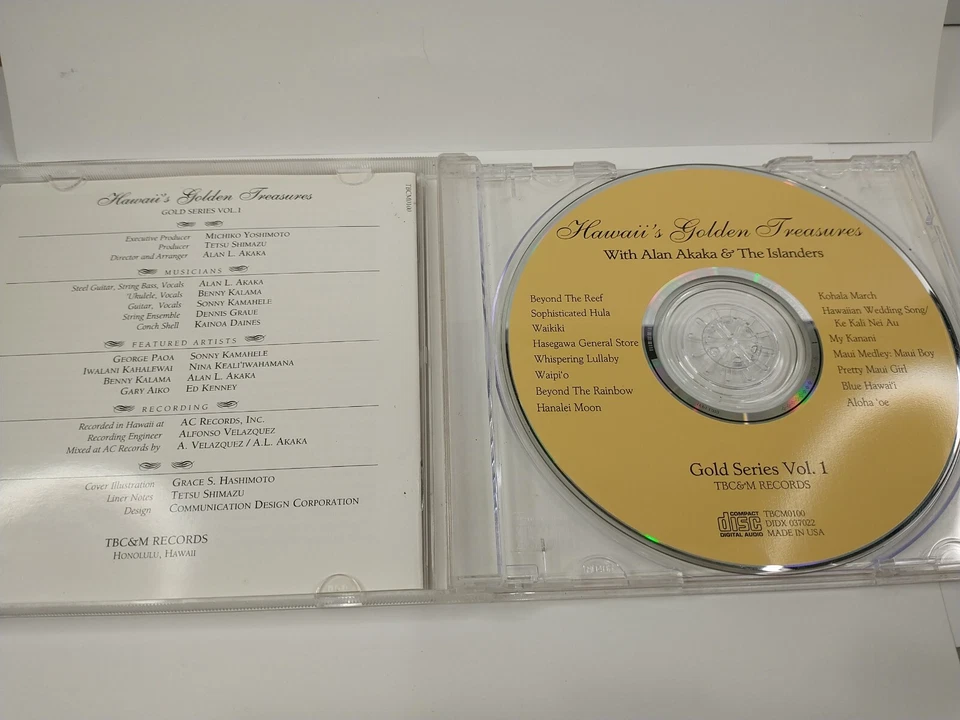 Hawaii's Golden Treasures
GOLD SERIES VOL.1
TBCM0100
Executive Producer MICHIKO YOSHIMOTO
Producer TETSU SHIMAZU
Director and Arranger ALAN L. AKAKA
MUSICIANS
Steel Guitar, String Bass, Vocals ALAN L. AKAKA
'Ukulele, Vocals BENNY KALAMA
Guitar, Vocals SONNY KAMAHELE
String Ensemble DENNIS GRAUE
Conch Shell KAINOA DAINES
FEATURED ARTISTS
GEORGE PAOA SONNY KAMAHELE
IWALANI KAHALEWAI NINA KEALI'IWAHAMANA
BENNY KALAMA ALAN L. AKAKA
GARY AIKO ED KENNEY
RECORDING
Recorded in Hawaii at AC RECORDS, INC.
Recording Engineer ALFONSO VELAZQUEZ
Mixed at AC Records by A. VELAZQUEZ / A.L. AKAKA
Cover Illustration GRACE S. HASHIMOTO
Liner Notes TETSU SHIMAZU
Design COMMUNICATION DESIGN CORPORATION
TBC&M RECORDS
HONOLULU, HAWAII
Hawaii's Golden Treasures
With Alan Akaka & The Islanders
Beyond The Reef
Sophisticated Hula
Waikiki
Hasegawa General Store
Whispering Lullaby
Waipi'o
Beyond The Rainbow
Hanalei Moon
Kohala March
Hawaiian Wedding Song/
Ke Kali Nei Au
My Kanani
Maui Medley: Maui Boy
Pretty Maui Girl
Blue Hawai'i
Aloha 'oe
Gold Series Vol. 1
TBC&M RECORDS
COMPACT
disc
DIGITAL AUDIO
TBCM0100
DIDX 037022
MADE IN USA